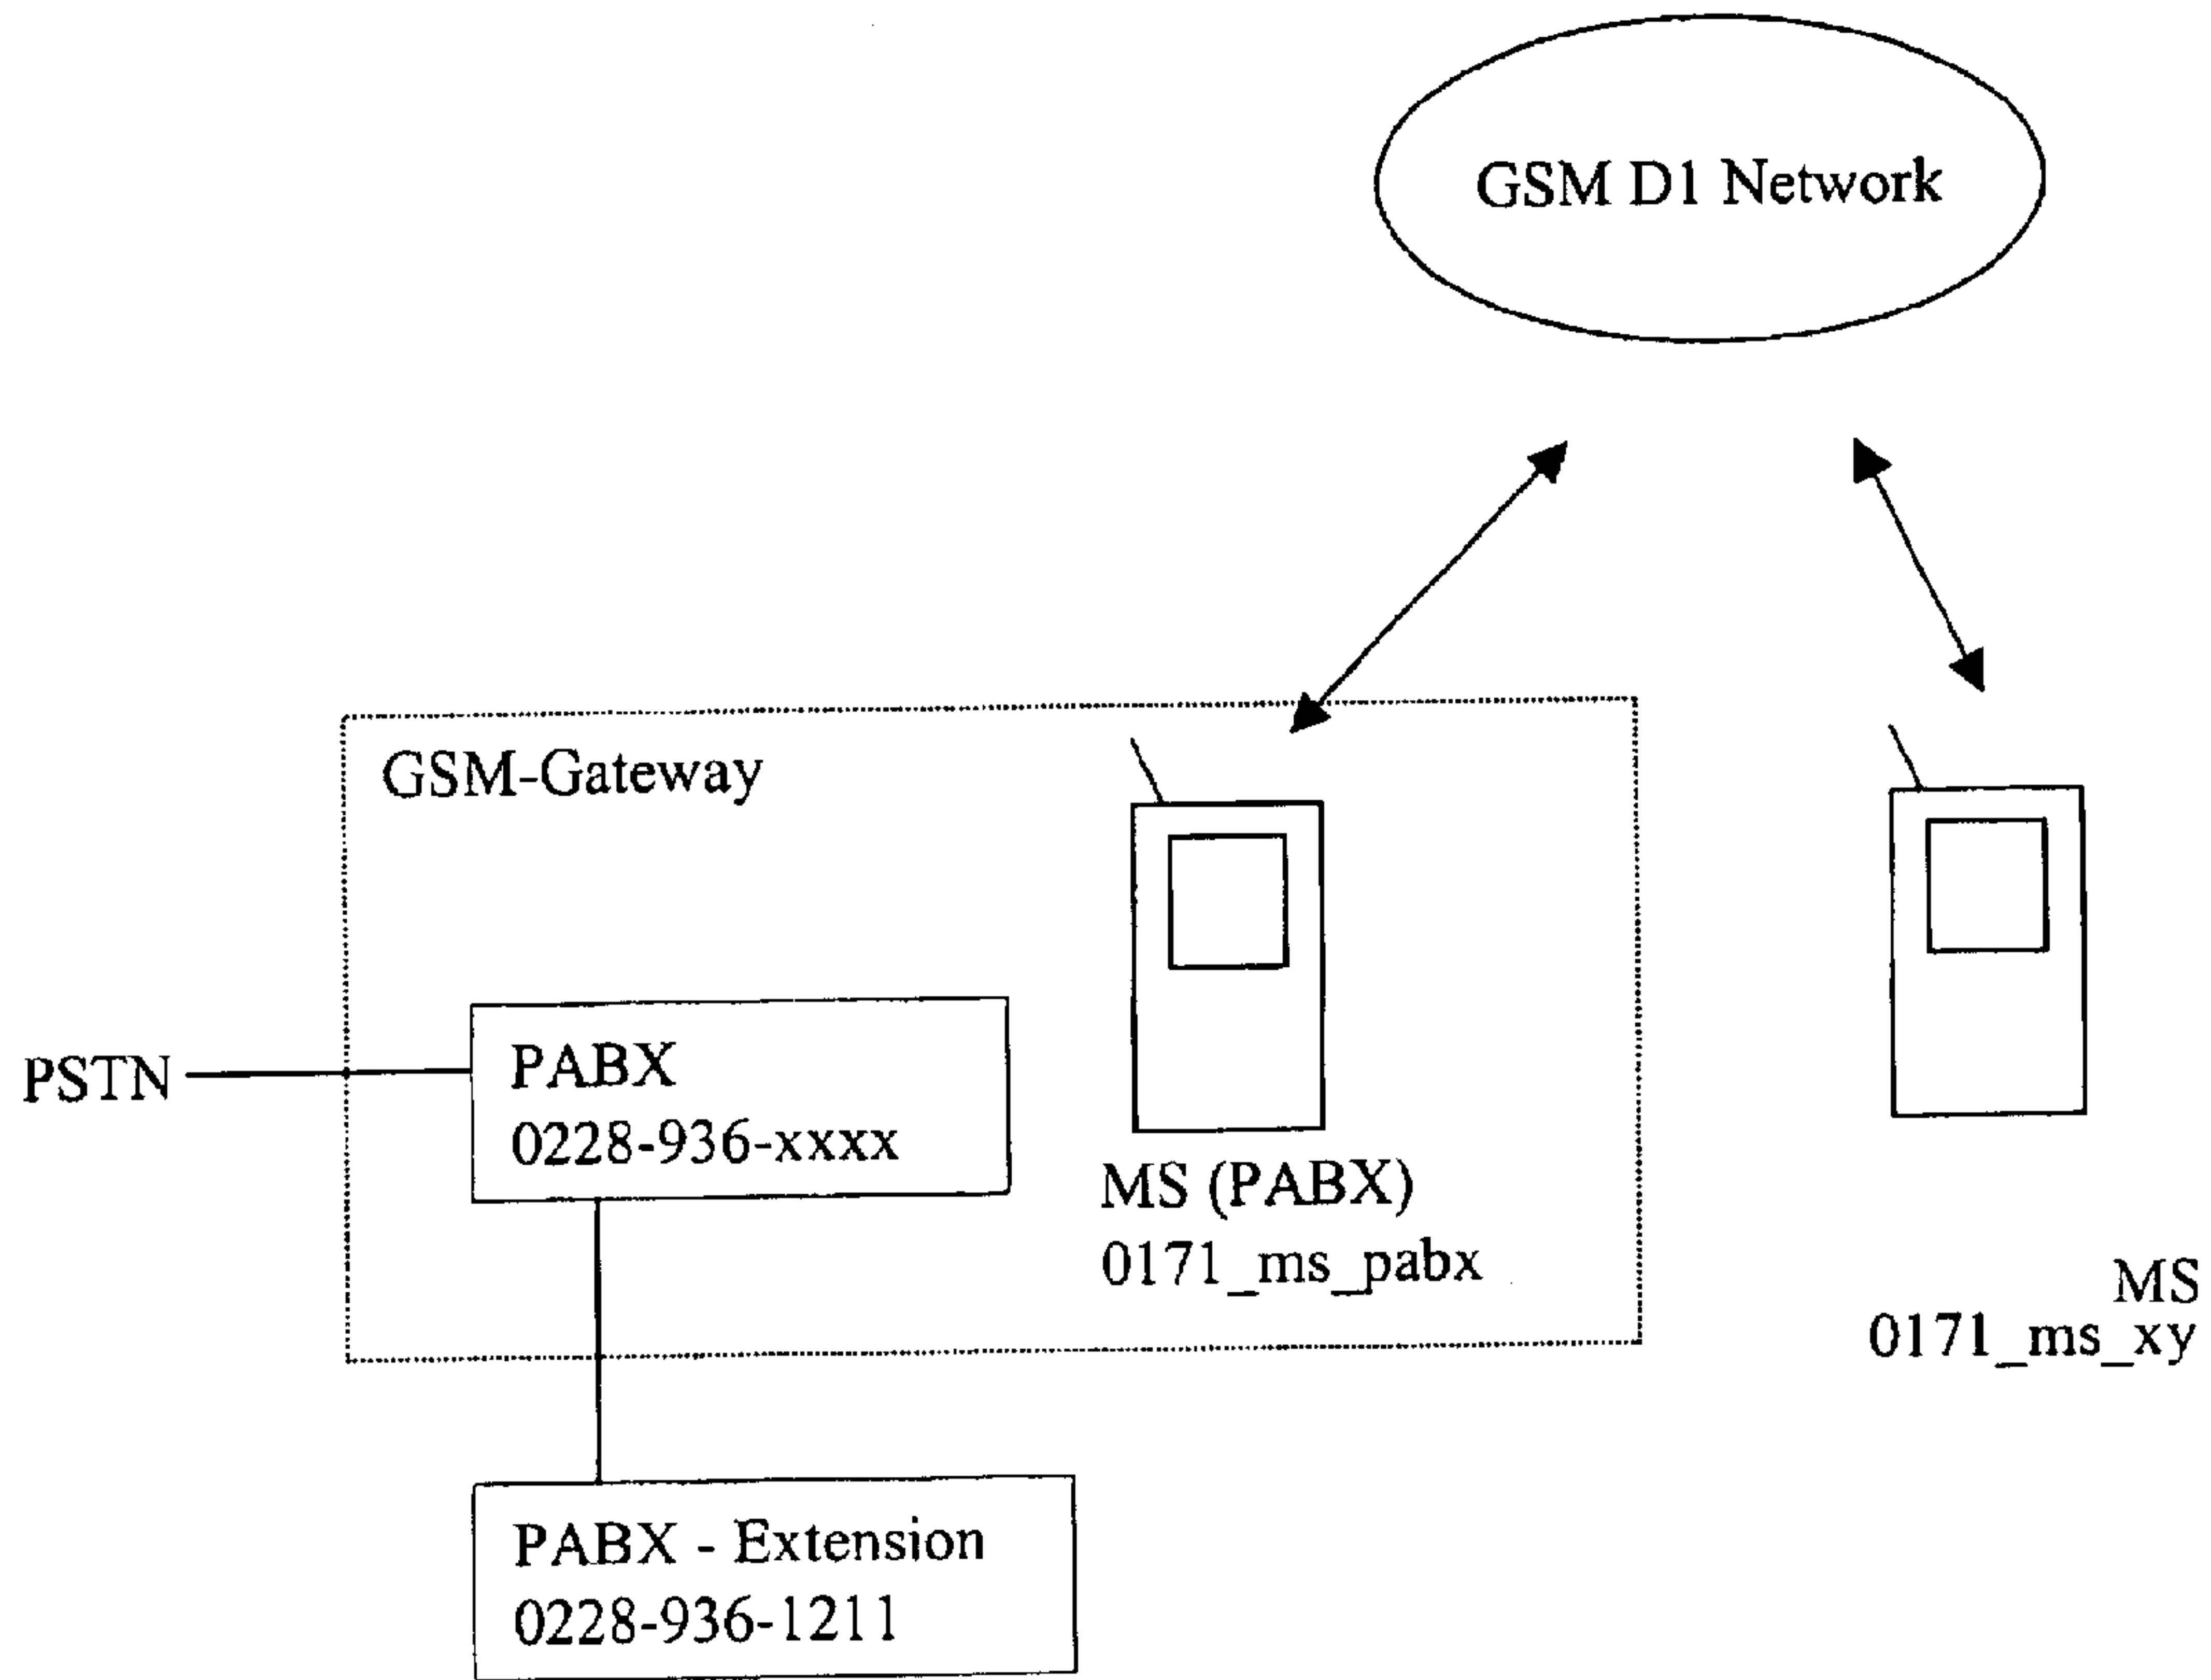 GSM D1 Network
GSM-Gateway
PSTN
PABX
0228-936-xxxx
MS (PABX)
0171_ms_pabx
MS
0171_ms_xy
PABX - Extension
0228-936-1211